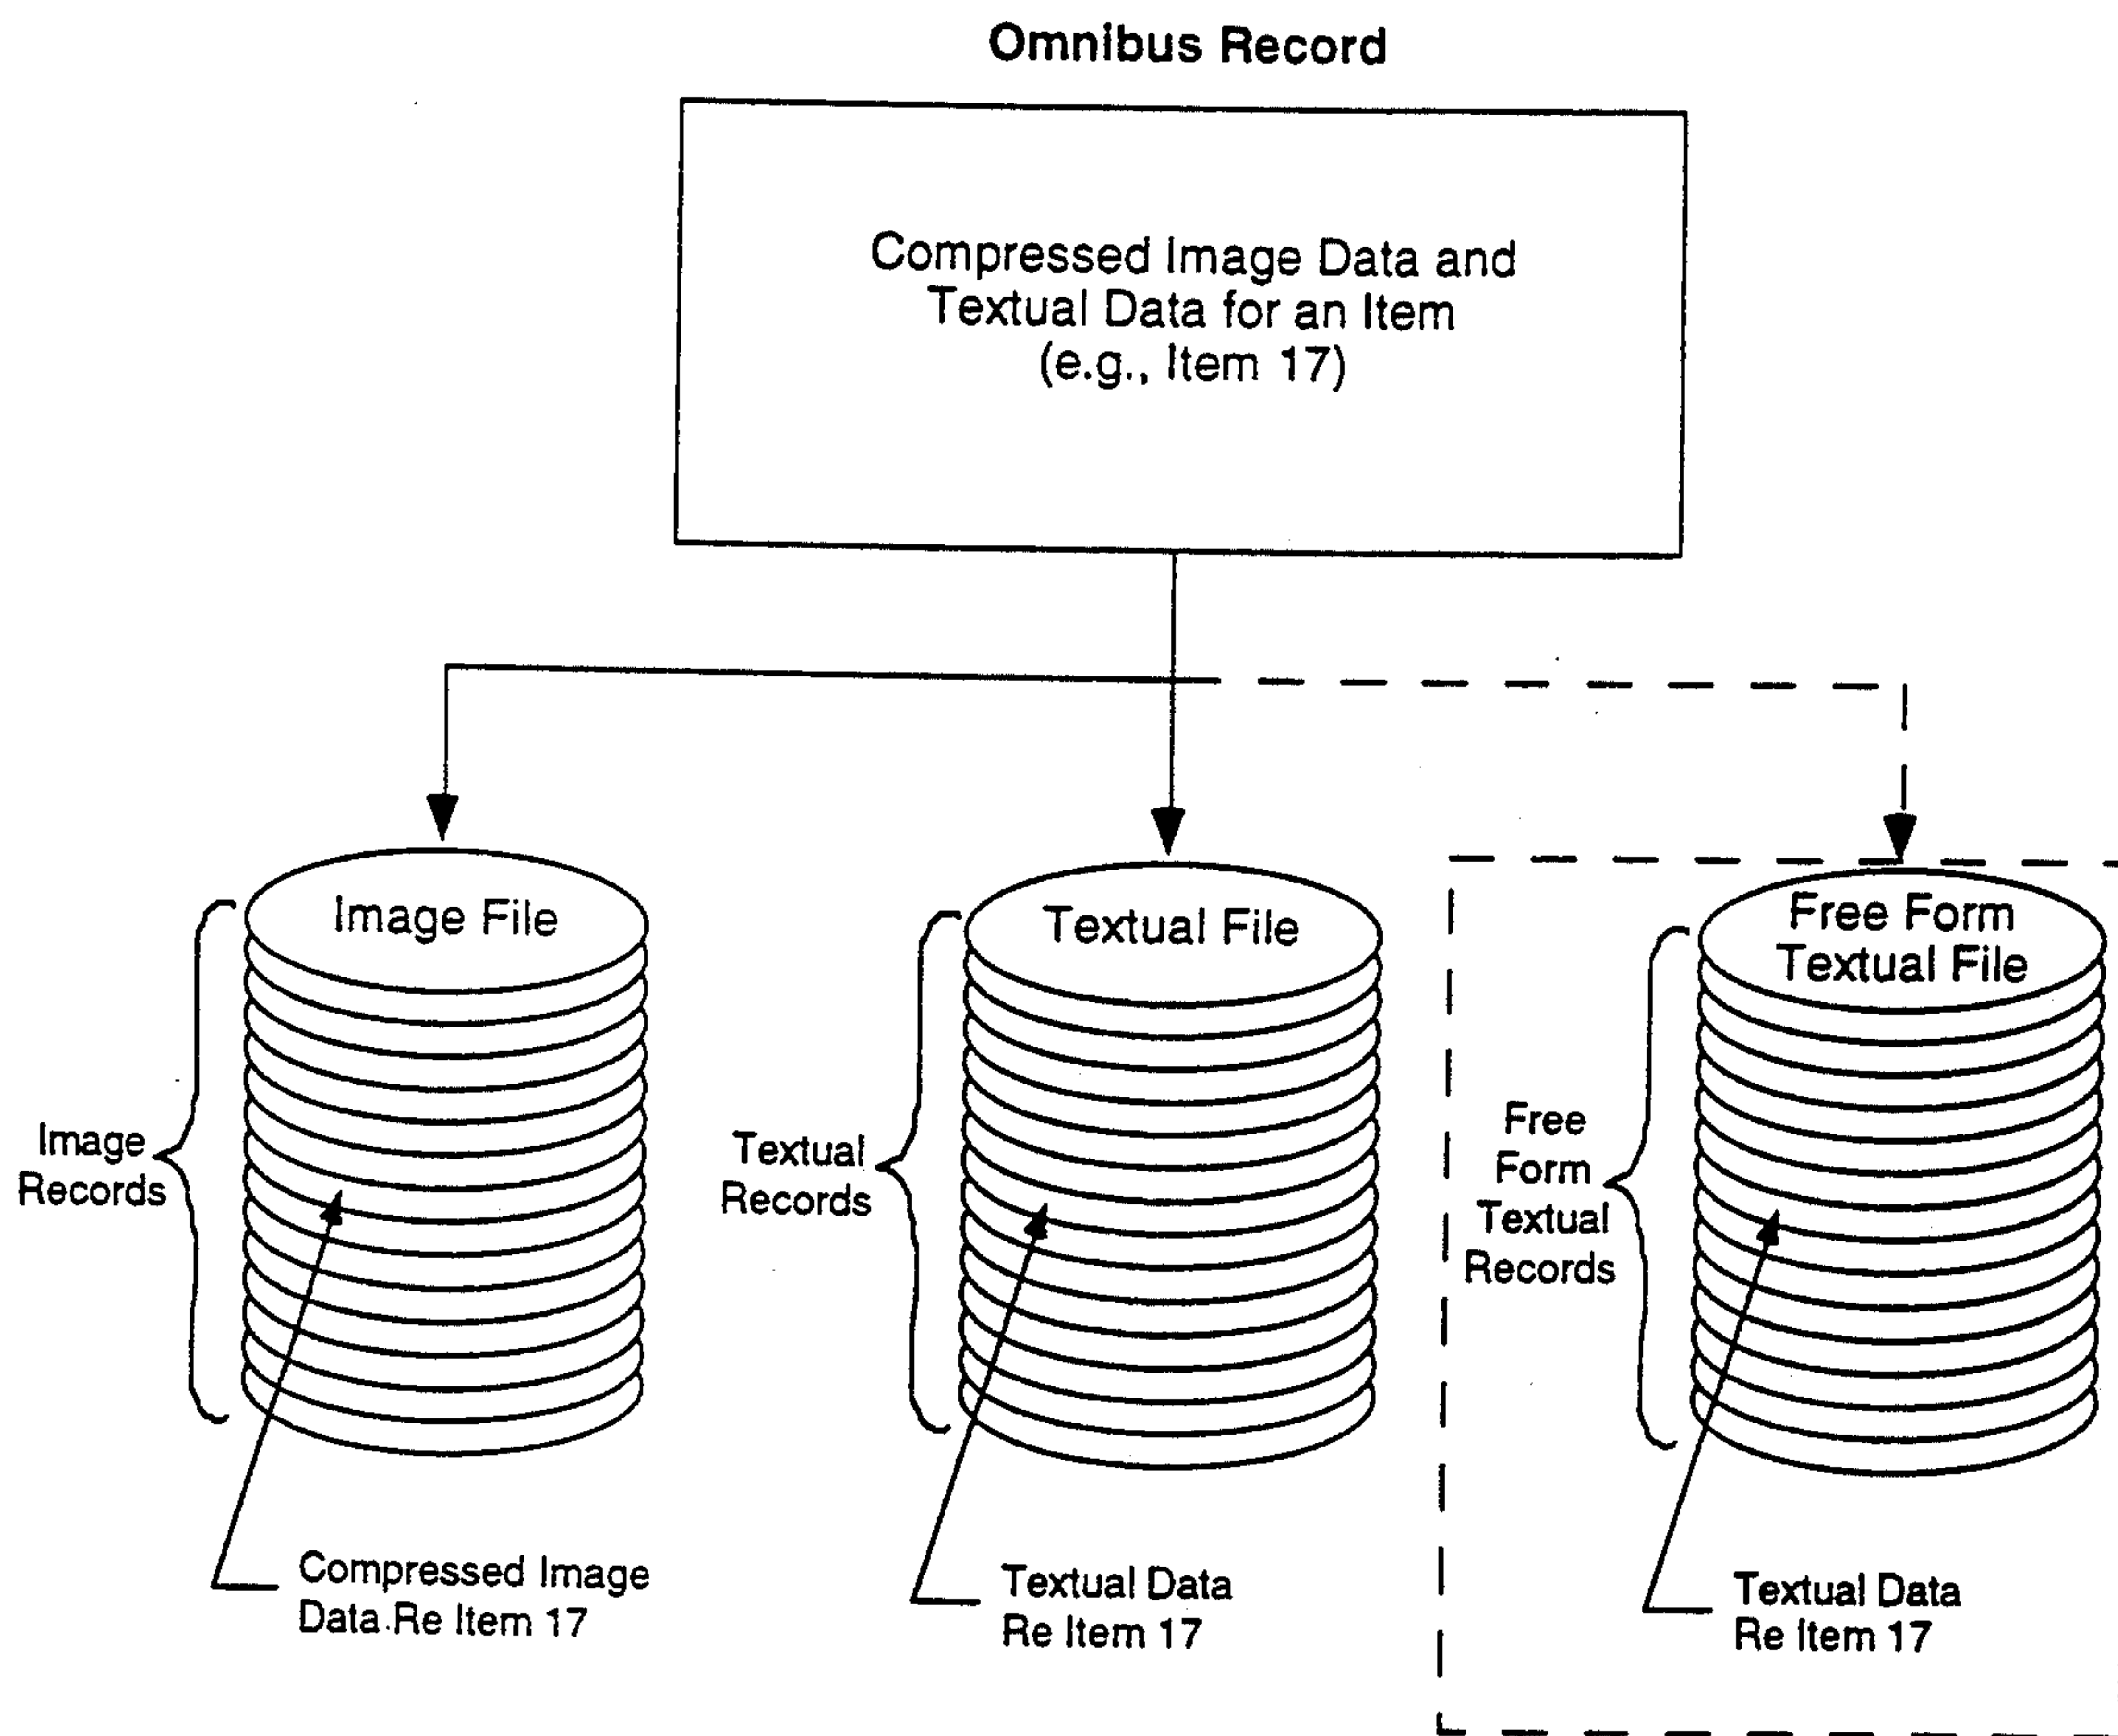 Omnibus Record
Compressed Image Data and
Textual Data for an Item
(e.g., Item 17)
Image File
Textual File
Free Form
Textual File
Image
Records
Textual
Records
Free
Form
Textual
Records
Compressed Image
Data Re Item 17
Textual Data
Re Item 17
Textual Data
Re Item 17